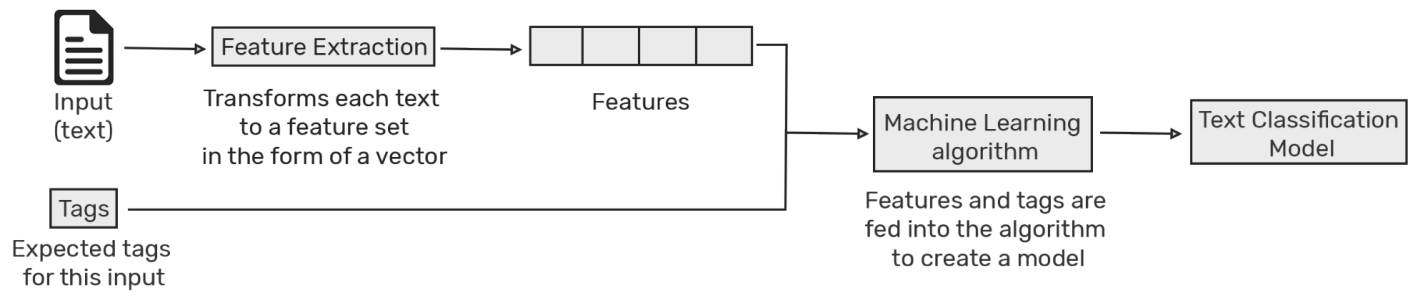 Input
(text)
Feature Extraction
Transforms each text
to a feature set
in the form of a vector
Features
Tags
Expected tags
for this input
Machine Learning
algorithm
Features and tags are
fed into the algorithm
to create a model
Text Classification
Model